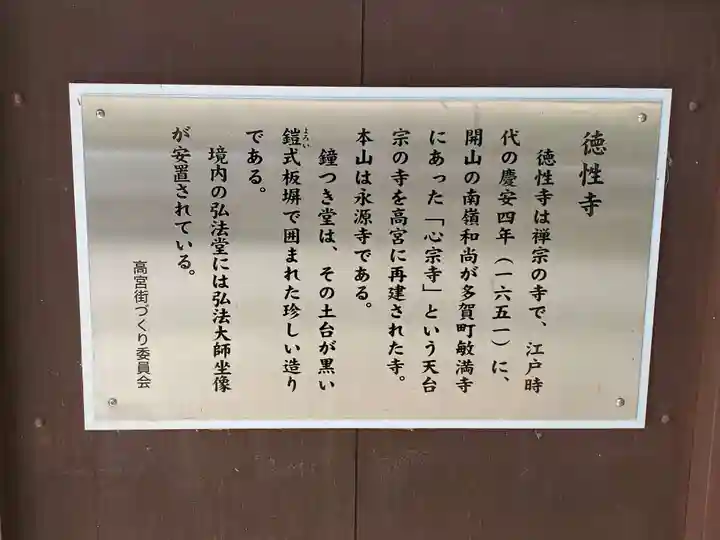 徳性寺
徳性寺は禅宗の寺で、江戸時
代の慶安四年（一六五一）に、
開山の南嶺和尚が多賀町敏満寺
にあった「心宗寺」という天台
宗の寺を高宮に再建された寺。
本山は永源寺である。
鐘つき堂は、その土台が黒い
鎧式板塀で囲まれた珍しい造り
よろい
である。
境内の弘法堂には弘法大師坐像
が安置されている。
高宮街づくり委員会